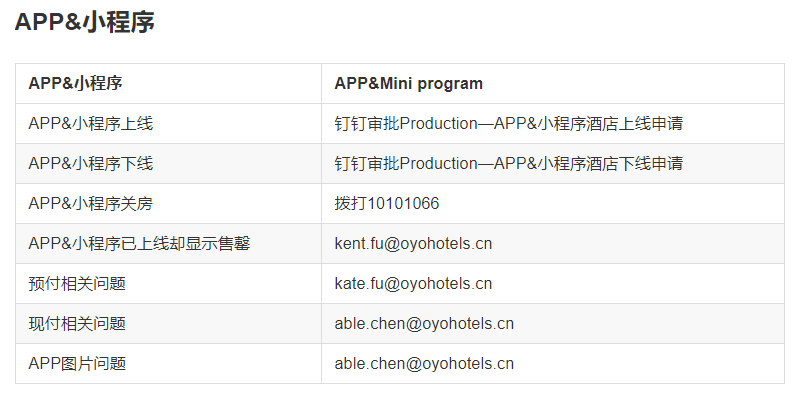 APP&小程序
APP&小程序 APP&Mini program
APP&小程序上线 钉钉审批Production—APP&小程序酒店上线申请
APP&小程序下线 钉钉审批Production—APP&小程序酒店下线申请
APP&小程序关房 拨打10101066
APP&小程序已上线却显示售罄 kent.fu@oyohotels.cn
预付相关问题 kate.fu@oyohotels.cn
现付相关问题 able.chen@oyohotels.cn
APP图片问题 able.chen@oyohotels.cn